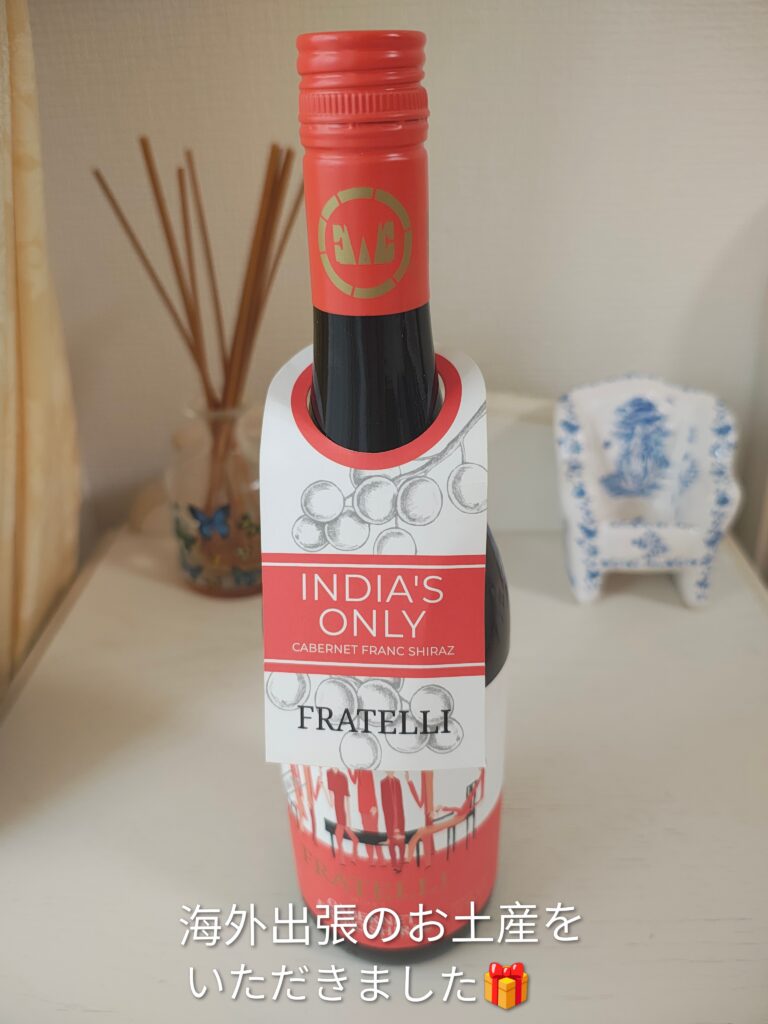 INDIA'S
ONLY
CABERNET FRANC SHIRAZ
FRATELLI
FRATELLI
海外出張のお土産を
いただきました🎁